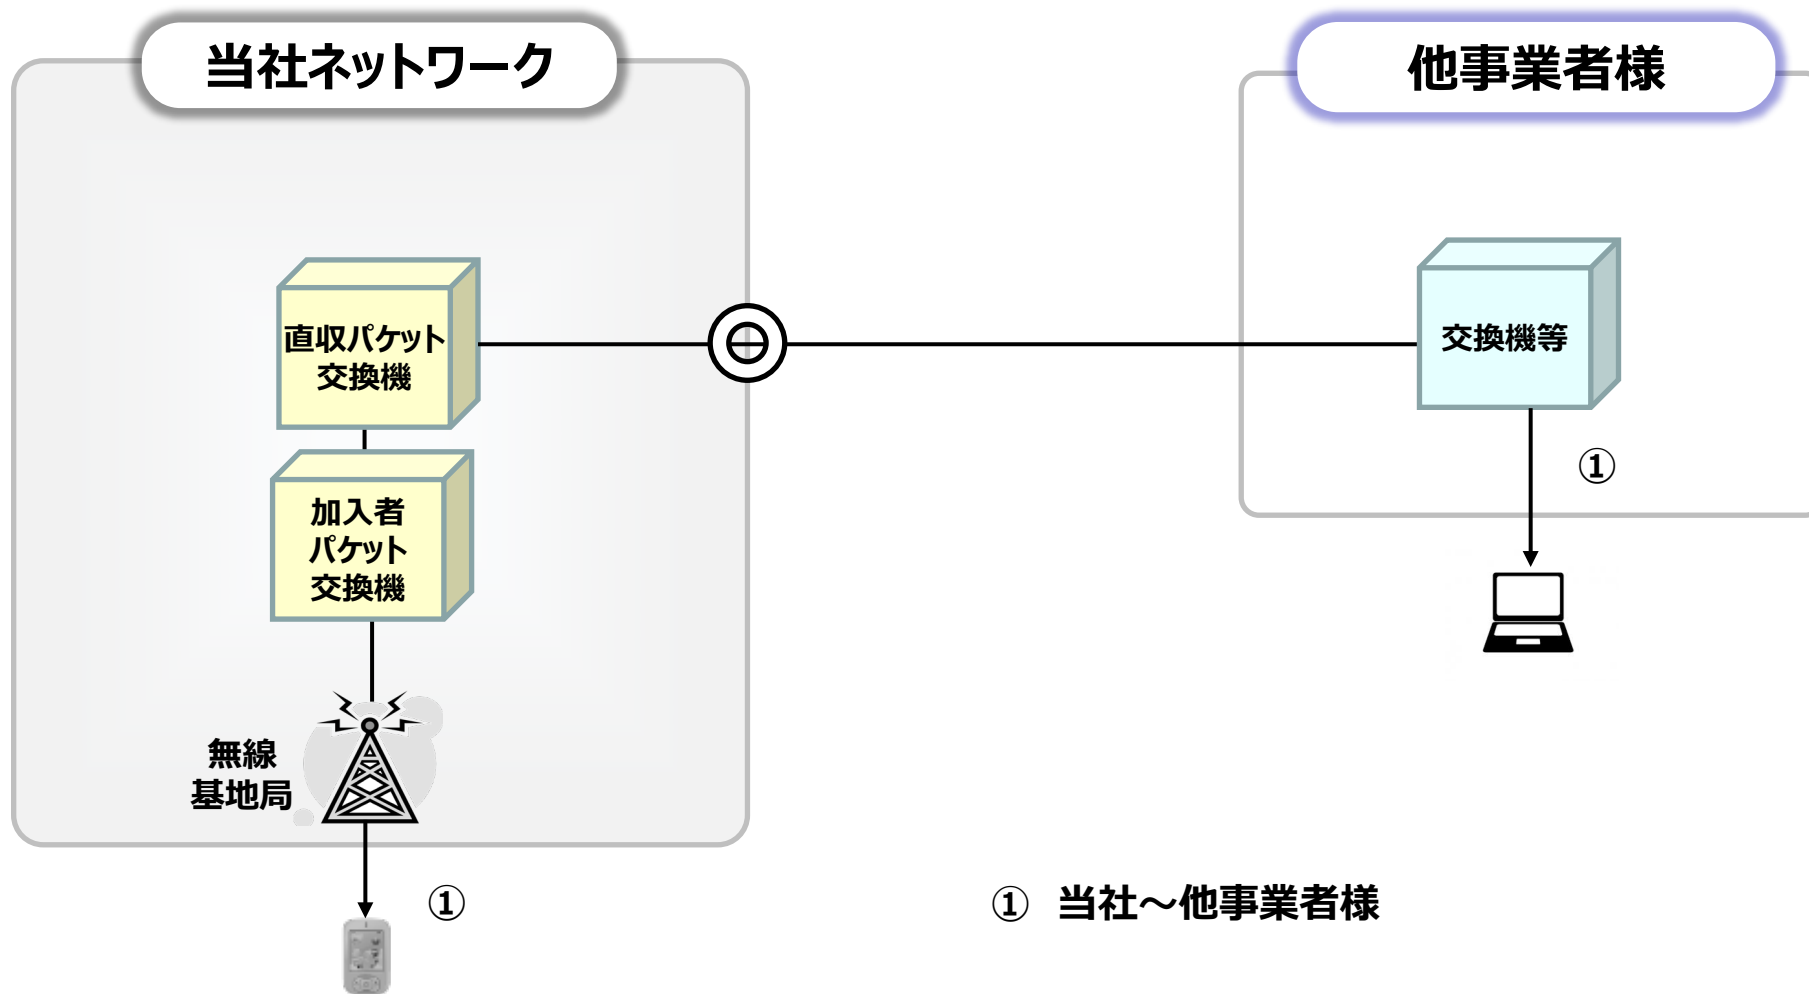 当社ネットワーク
他事業者様
直収パケット
交換機
交換機等
①
加入者
パケット
交換機
無線
基地局
①
① 当社～他事業者様